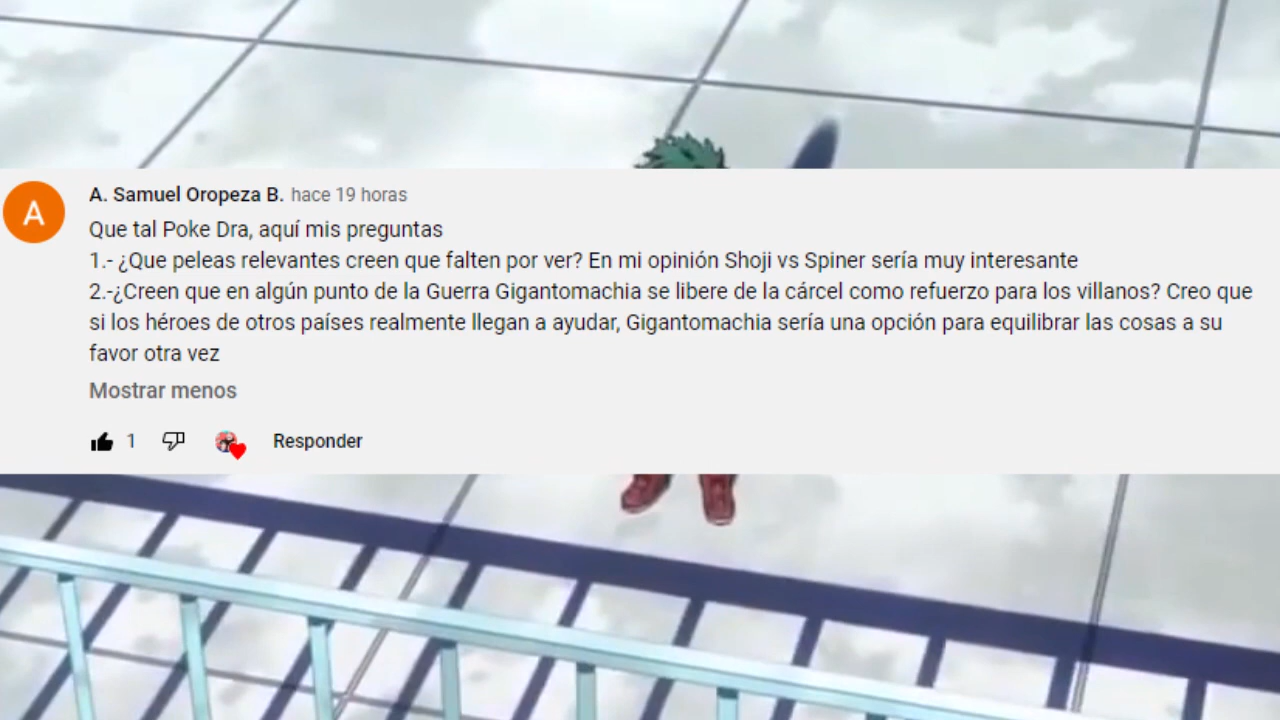 A
A. Samuel Oropeza B. hace 19 horas
Que tal Poke Dra, aquí mis preguntas
1.- ¿Que peleas relevantes creen que falten por ver? En mi opinión Shoji vs Spiner sería muy interesante
2.-¿Creen que en algún punto de la Guerra Gigantomachia se libere de la cárcel como refuerzo para los villanos? Creo que
si los héroes de otros países realmente llegan a ayudar, Gigantomachia sería una opción para equilibrar las cosas a su
favor otra vez
Mostrar menos
1 Responder